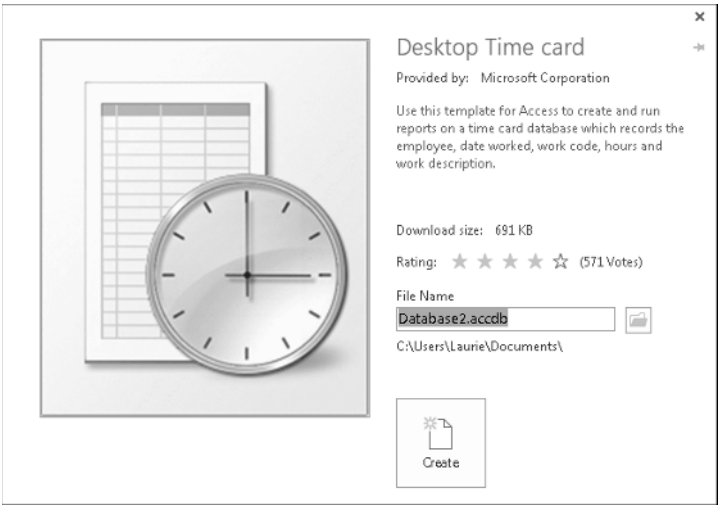 Desktop Time card
Provided by: Microsoft Corporation
Use this template for Access to create and run
reports on a time card database which records the
employee, date worked, work code, hours and
work description.
Download size: 691 KB
Rating: (571 Votes)
File Name
Database2.accdb
C:\Users\Laurie\Documents\
Create